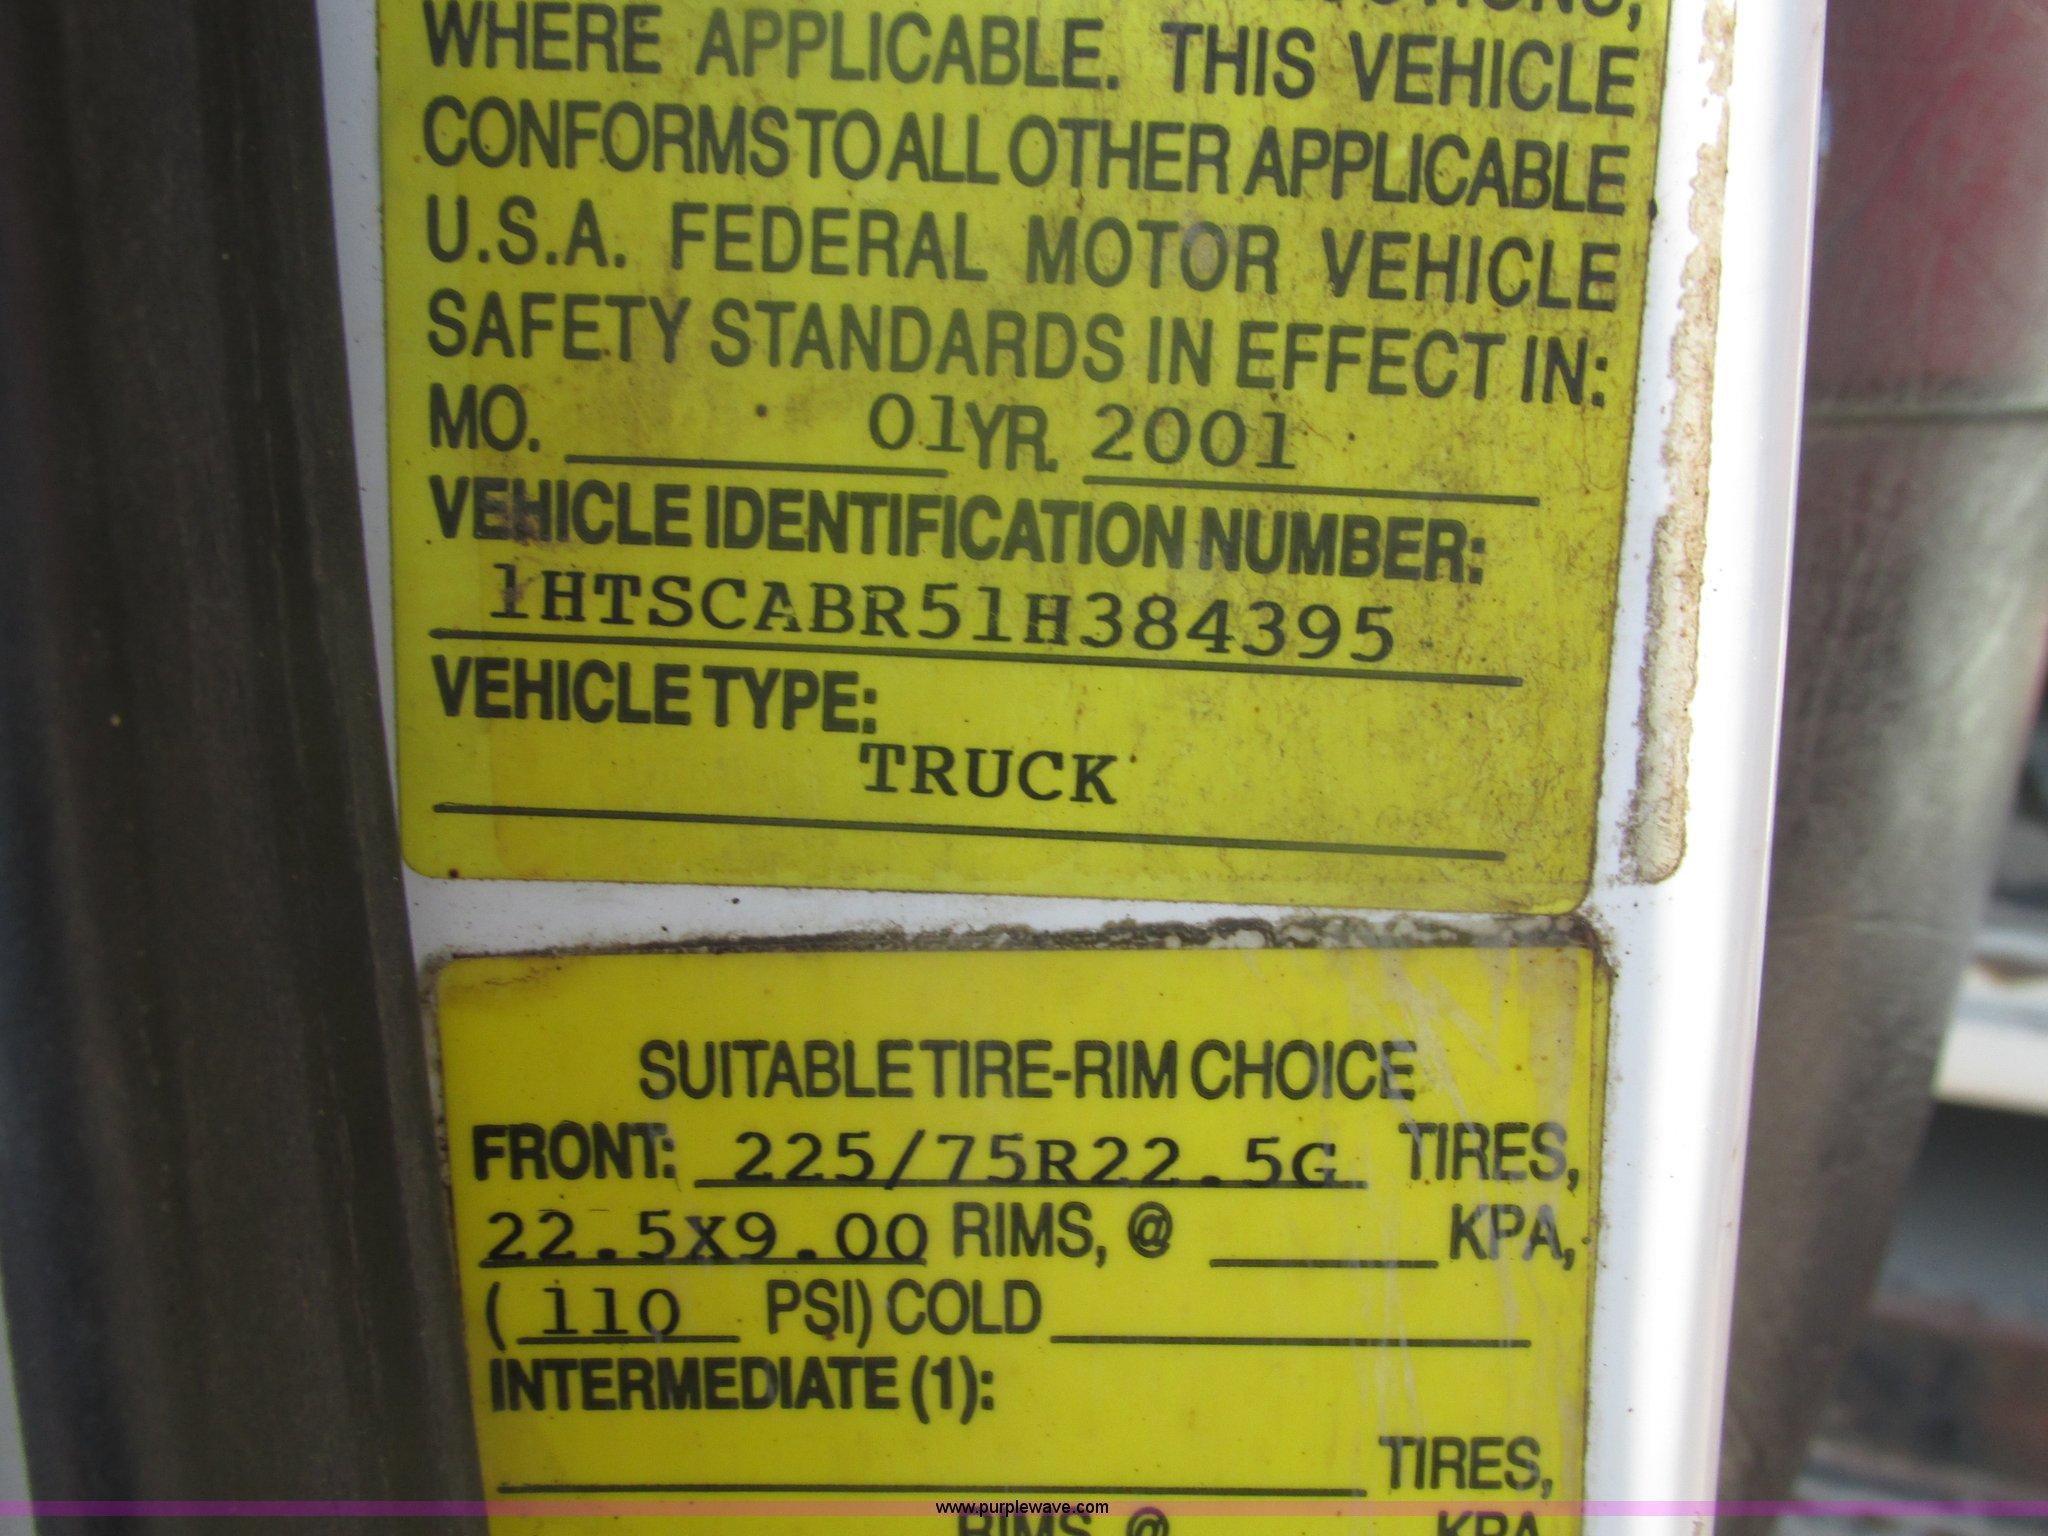 WHERE APPLICABLE. THIS VEHICLE
CONFORMS TO ALL OTHER APPLICABLE
U.S.A. FEDERAL MOTOR VEHICLE
SAFETY STANDARDS IN EFFECT IN:
MO. 01 YR. 2001
VEHICLE IDENTIFICATION NUMBER:
1HTSCABR51H384395
VEHICLE TYPE:
TRUCK
SUITABLE TIRE-RIM CHOICE
FRONT: 225/75R22.5G TIRES,
22.5X9.00 RIMS, @ KPA,
(110 PSI) COLD
INTERMEDIATE (1):
TIRES,
RIMS @ KPA
www.purplewave.com